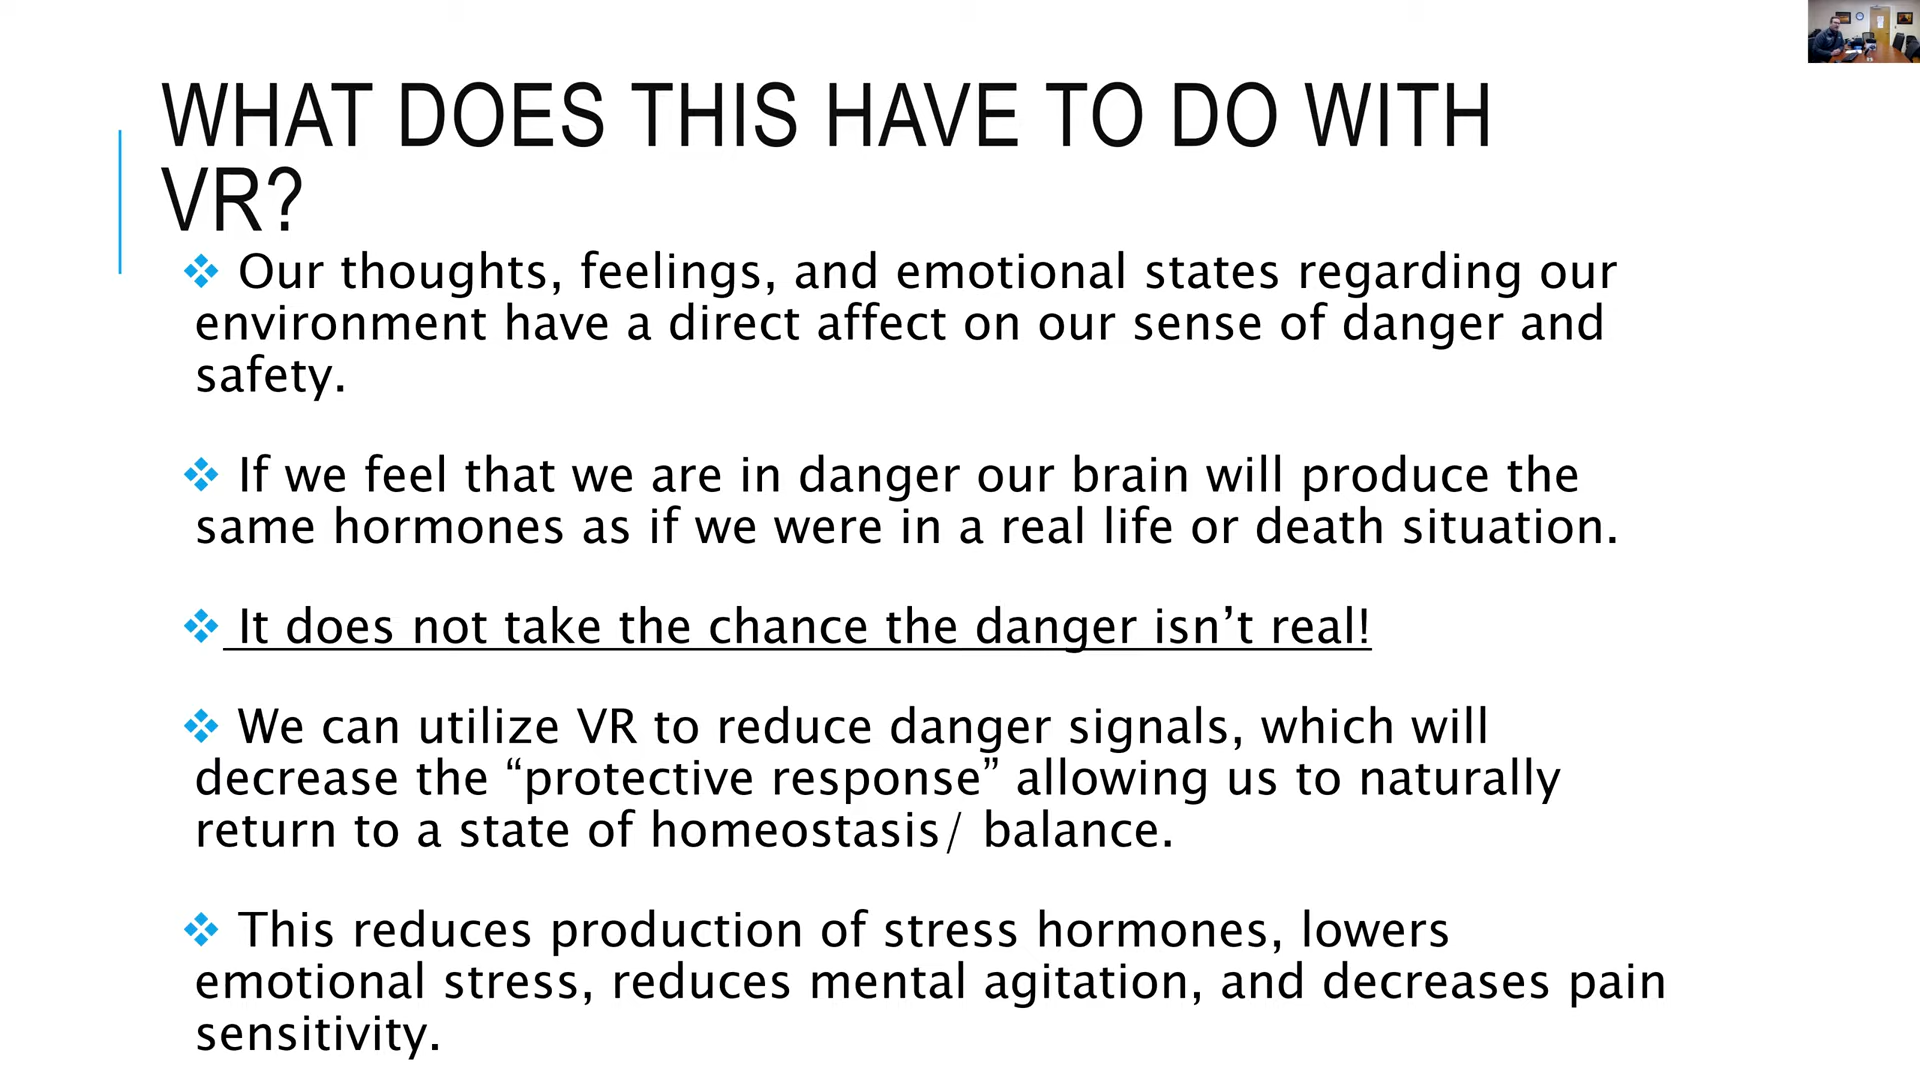 WHAT DOES THIS HAVE TO DO WITH
VR?
❖ Our thoughts, feelings, and emotional states regarding our
environment have a direct affect on our sense of danger and
safety.
❖ If we feel that we are in danger our brain will produce the
same hormones as if we were in a real life or death situation.
❖ It does not take the chance the danger isn’t real!
❖ We can utilize VR to reduce danger signals, which will
decrease the “protective response” allowing us to naturally
return to a state of homeostasis/ balance.
❖ This reduces production of stress hormones, lowers
emotional stress, reduces mental agitation, and decreases pain
sensitivity.